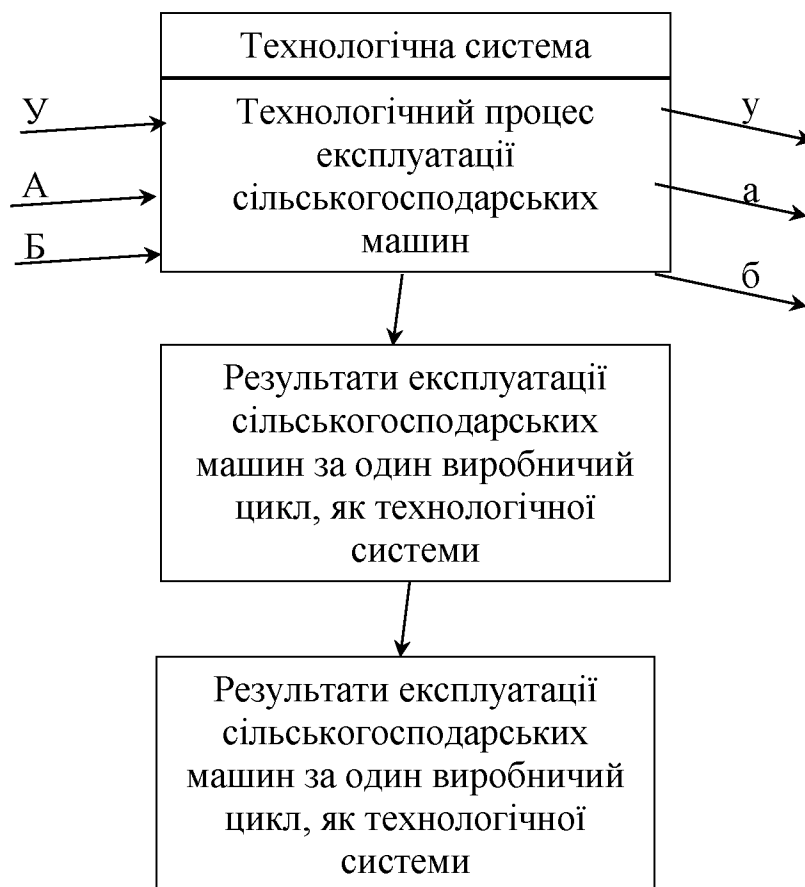 Технологічна система
У
Технологічний процес
експлуатації
сільськогосподарських
машин
у
А
а
Б
б
Результати експлуатації
сільськогосподарських
машин за один виробничий
цикл, як технологічної
системи
Результати експлуатації
сільськогосподарських
машин за один виробничий
цикл, як технологічної
системи